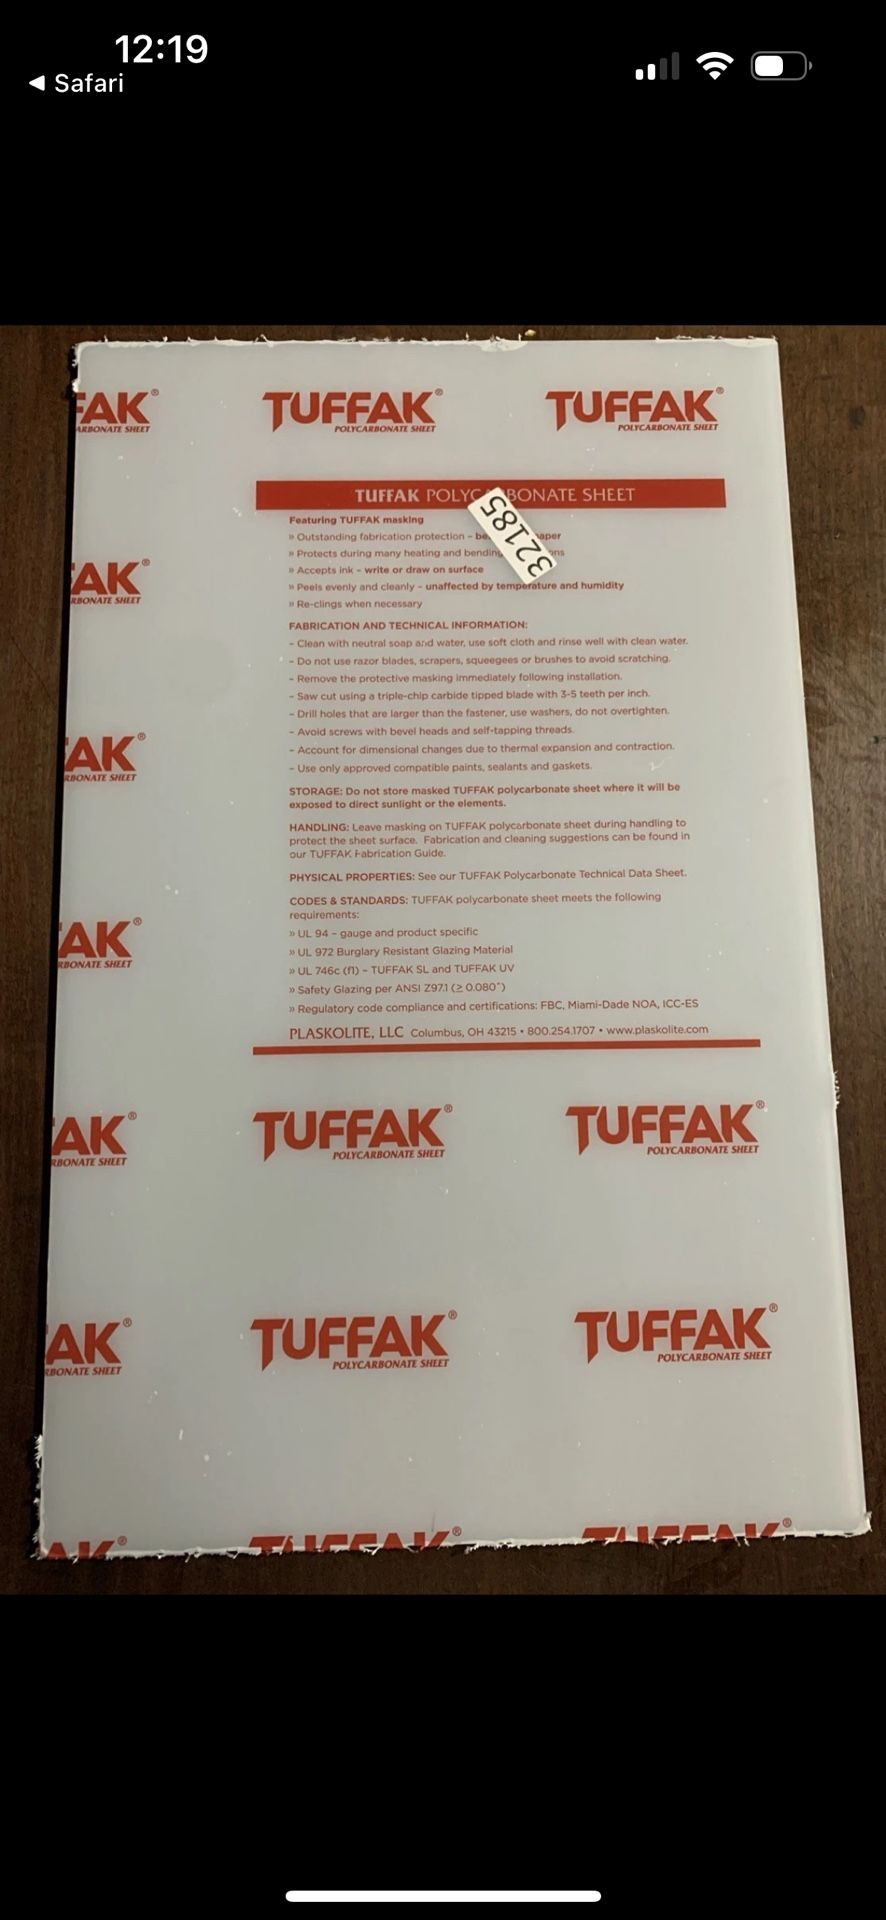 12:19
◀ Safari
FAK® TUFFAK® TUFFAK®
ARBONATE SHEET POLYCARBONATE SHEET POLYCARBONATE SHEET
TUFFAK POLYC BONATE SHEET
32185
Featuring TUFFAK masking
» Outstanding fabrication protection – be aper
» Protects during many heating and bending ons
» Accepts ink – write or draw on surface
» Peels evenly and cleanly – unaffected by temperature and humidity
» Re-clings when necessary
AK®
RBONATE SHEET
FABRICATION AND TECHNICAL INFORMATION:
– Clean with neutral soap and water, use soft cloth and rinse well with clean water.
– Do not use razor blades, scrapers, squeegees or brushes to avoid scratching.
– Remove the protective masking immediately following installation.
– Saw cut using a triple-chip carbide tipped blade with 3-5 teeth per inch.
– Drill holes that are larger than the fastener, use washers, do not overtighten.
– Avoid screws with bevel heads and self-tapping threads.
– Account for dimensional changes due to thermal expansion and contraction.
– Use only approved compatible paints, sealants and gaskets.
AK®
RBONATE SHEET
STORAGE: Do not store masked TUFFAK polycarbonate sheet where it will be
exposed to direct sunlight or the elements.
HANDLING: Leave masking on TUFFAK polycarbonate sheet during handling to
protect the sheet surface. Fabrication and cleaning suggestions can be found in
our TUFFAK Fabrication Guide.
PHYSICAL PROPERTIES: See our TUFFAK Polycarbonate Technical Data Sheet.
CODES & STANDARDS: TUFFAK polycarbonate sheet meets the following
requirements:
» UL 94 – gauge and product specific
» UL 972 Burglary Resistant Glazing Material
» UL 746c (f1) – TUFFAK SL and TUFFAK UV
» Safety Glazing per ANSI Z97.1 (≥ 0.080")
» Regulatory code compliance and certifications: FBC, Miami-Dade NOA, ICC-ES
AK®
RBONATE SHEET
PLASKOLITE, LLC Columbus, OH 43215 • 800.254.1707 • www.plaskolite.com
AK® TUFFAK® TUFFAK®
RBONATE SHEET POLYCARBONATE SHEET POLYCARBONATE SHEET
AK® TUFFAK® TUFFAK®
RBONATE SHEET POLYCARBONATE SHEET POLYCARBONATE SHEET
AK® TUFFAK® TUFFAK®